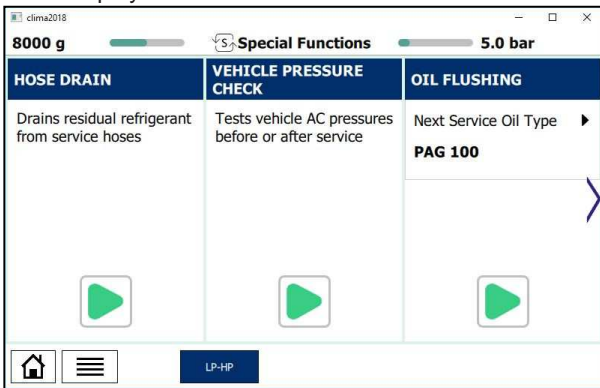 clima2018
8000 g
S
Special Functions
5.0 bar
HOSE DRAIN
VEHICLE PRESSURE
CHECK
OIL FLUSHING
Drains residual refrigerant
from service hoses
Tests vehicle AC pressures
before or after service
Next Service Oil Type
PAG 100
LP-HP